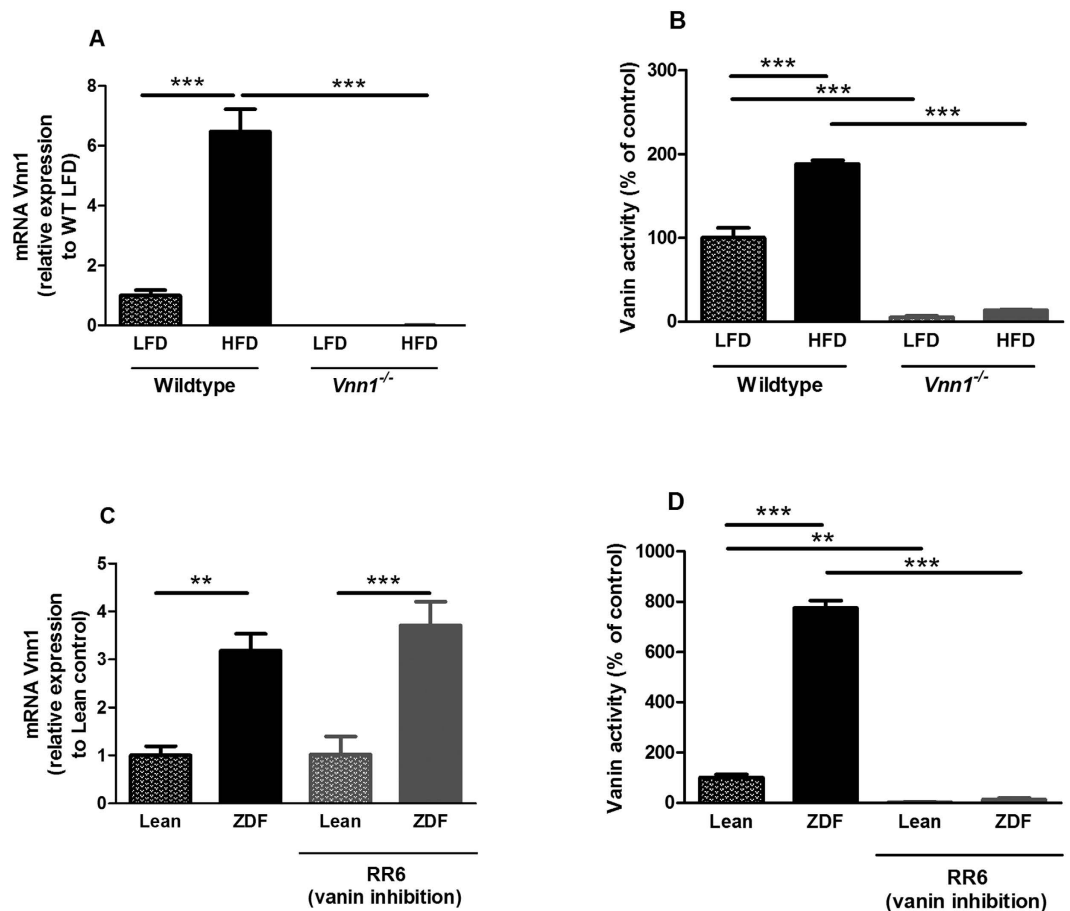 A
mRNA Vnn1
(relative expression
to WT LFD)
8
6
4
2
0
***
***
LFD
HFD
LFD
HFD
Wildtype
Vnn1-/-
B
Vanin activity (% of control)
300
200
100
0
***
***
***
LFD
HFD
LFD
HFD
Wildtype
Vnn1-/-
C
mRNA Vnn1
(relative expression
to Lean control)
5
4
3
2
1
0
**
***
Lean
ZDF
Lean
ZDF
RR6
(vanin inhibition)
D
Vanin activity (% of control)
1000
800
600
400
200
0
***
**
***
Lean
ZDF
Lean
ZDF
RR6
(vanin inhibition)